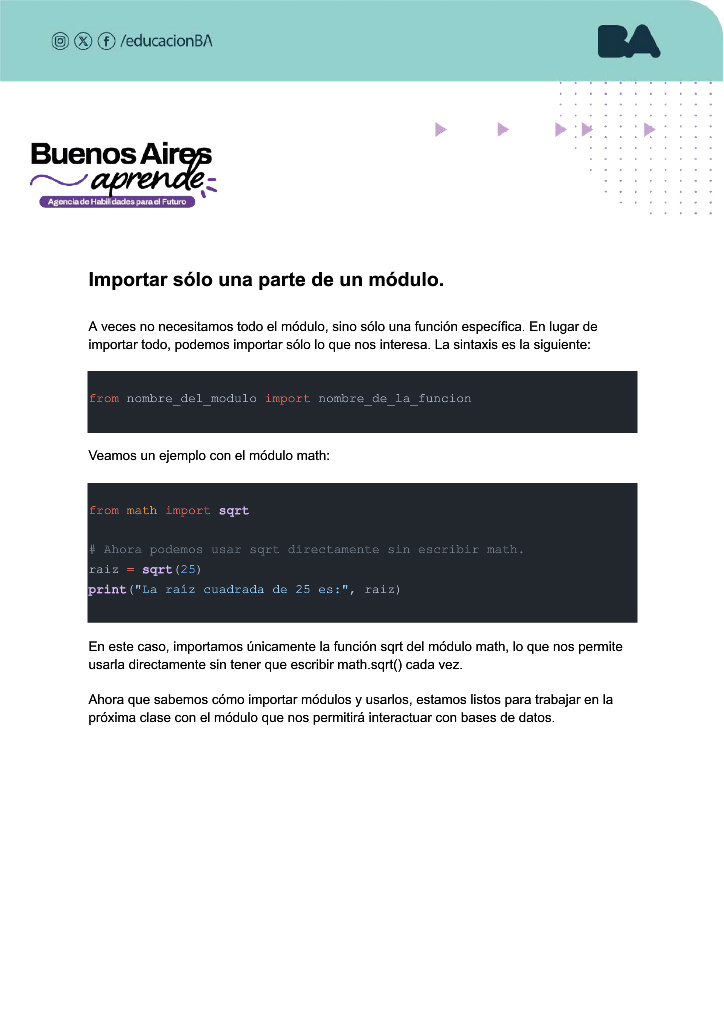 /educacionBA
BA
Buenos Aires
aprende
Agencia de Habilidades para el Futuro
Importar sólo una parte de un módulo.
A veces no necesitamos todo el módulo, sino sólo una función específica. En lugar de
importar todo, podemos importar sólo lo que nos interesa. La sintaxis es la siguiente:
from nombre_del_modulo import nombre_de_la_funcion
Veamos un ejemplo con el módulo math:
from math import sqrt
# Ahora podemos usar sqrt directamente sin escribir math.
raiz = sqrt(25)
print("La raíz cuadrada de 25 es:", raiz)
En este caso, importamos únicamente la función sqrt del módulo math, lo que nos permite
usarla directamente sin tener que escribir math.sqrt() cada vez.
Ahora que sabemos cómo importar módulos y usarlos, estamos listos para trabajar en la
próxima clase con el módulo que nos permitirá interactuar con bases de datos.